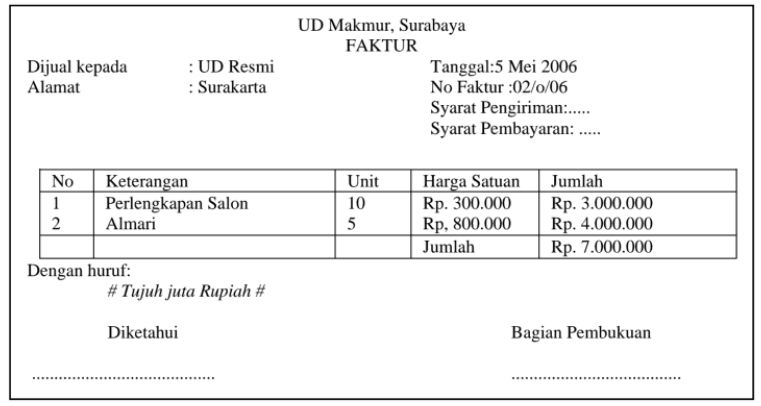 UD Makmur, Surabaya
FAKTUR
Dijual kepada : UD Resmi Tanggal:5 Mei 2006
Alamat : Surakarta No Faktur :02/o/06
Syarat Pengiriman:.....
Syarat Pembayaran: .....
No Keterangan Unit Harga Satuan Jumlah
1 Perlengkapan Salon 10 Rp. 300.000 Rp. 3.000.000
2 Almari 5 Rp, 800.000 Rp. 4.000.000
Jumlah Rp. 7.000.000
Dengan huruf:
# Tujuh juta Rupiah #
Diketahui Bagian Pembukuan
......................................... ......................................